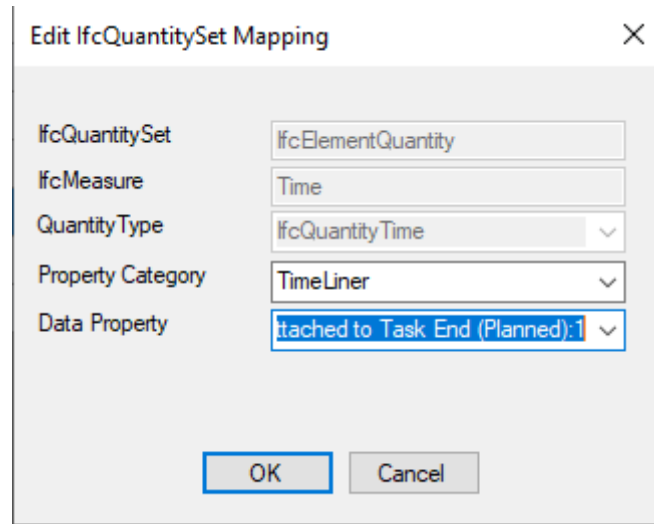 Edit IfcQuantitySet Mapping
IfcQuantitySet IfcElementQuantity
IfcMeasure Time
QuantityType IfcQuantityTime
Property Category TimeLiner
Data Property ttached to Task End (Planned):1
OK Cancel